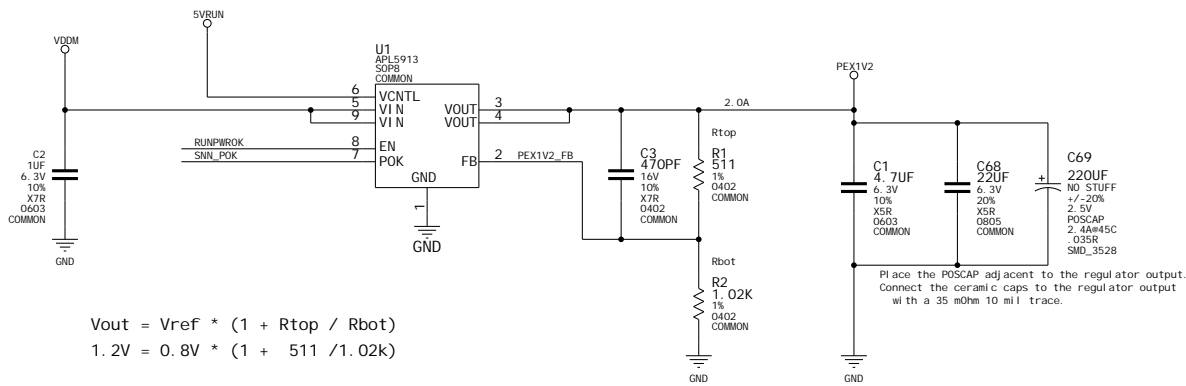 5VRUN
VDDM
U1
APL5913
SOP8
COMMON
PEX1V2
6
VCNTL
5
VIN
9
VIN
VOUT
3
VOUT
4
2.0A
RUNPWROK
8
EN
SNN_POK
7
POK
FB
2
PEX1V2_FB
GND
1
GND
C2
1UF
6.3V
10%
X7R
0603
COMMON
GND
C3
470PF
16V
10%
X7R
0402
COMMON
Rtop
R1
511
1%
0402
COMMON
Rbot
R2
1.02K
1%
0402
COMMON
GND
C1
4.7UF
6.3V
10%
X5R
0603
COMMON
C68
22UF
6.3V
20%
X5R
0805
COMMON
+
C69
220UF
NO STUFF
+/-20%
2.5V
POSCAP
2.4A@45C
.035R
SMD_3528
Place the POSCAP adjacent to the regulator output.
Connect the ceramic caps to the regulator output
with a 35 mOhm 10 mil trace.
GND
Vout = Vref * (1 + Rtop / Rbot)
1.2V = 0.8V * (1 + 511 /1.02k)